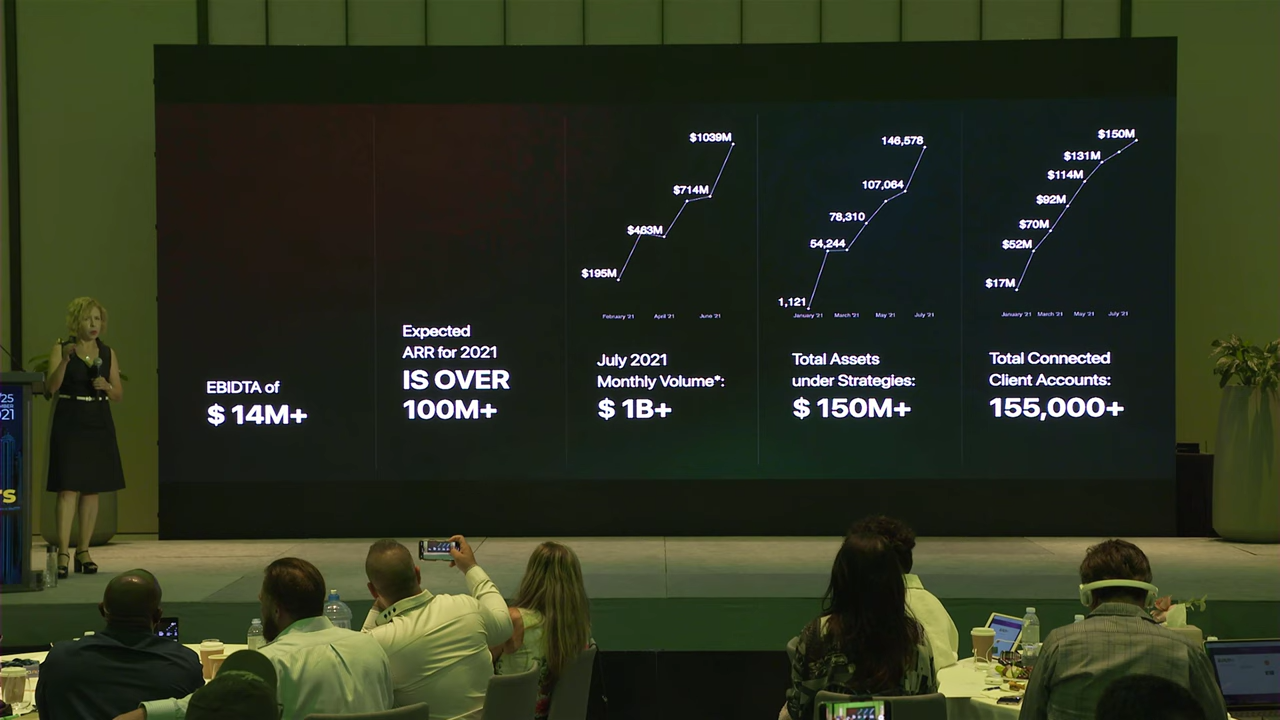 EBIDTA of
$ 14M+
Expected
ARR for 2021
IS OVER
100M+
$1039M
$714M
$463M
$195M
February '21 April '21 June '21
July 2021
Monthly Volume*:
$ 1B+
146,578
107,064
78,310
54,244
1,121
January '21 March '21 May '21 July '21
Total Assets
under Strategies:
$ 150M+
$150M
$131M
$114M
$92M
$70M
$52M
$17M
January '21 March '21 May '21 July '21
Total Connected
Client Accounts:
155,000+